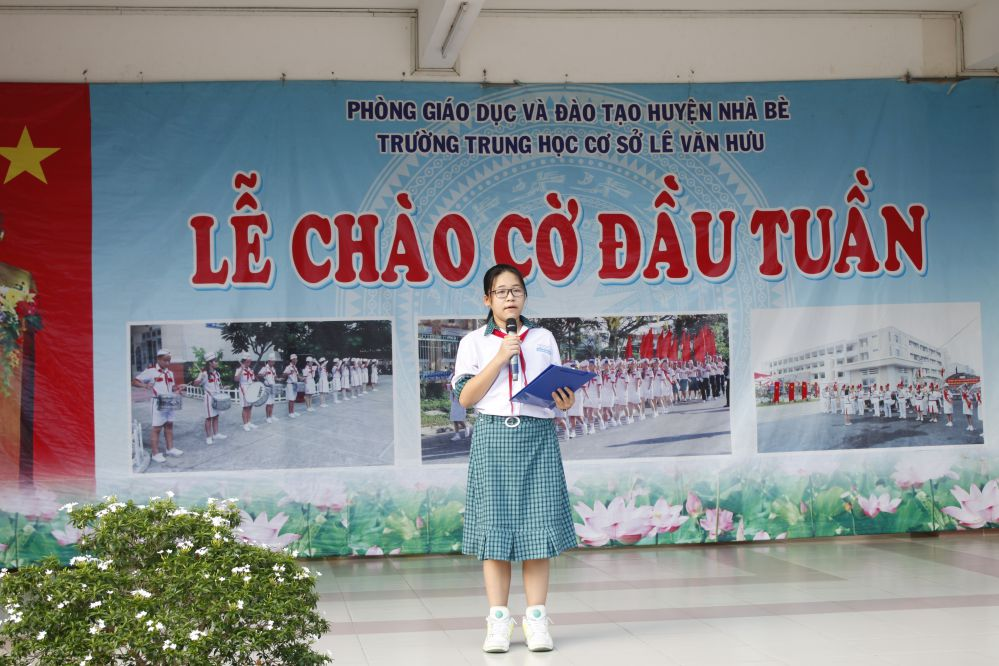 PHÒNG GIÁO DỤC VÀ ĐÀO TẠO HUYỆN NHÀ BÈ
TRƯỜNG TRUNG HỌC CƠ SỞ LÊ VĂN HƯU
LỄ CHÀO CỜ ĐẦU TUẦN